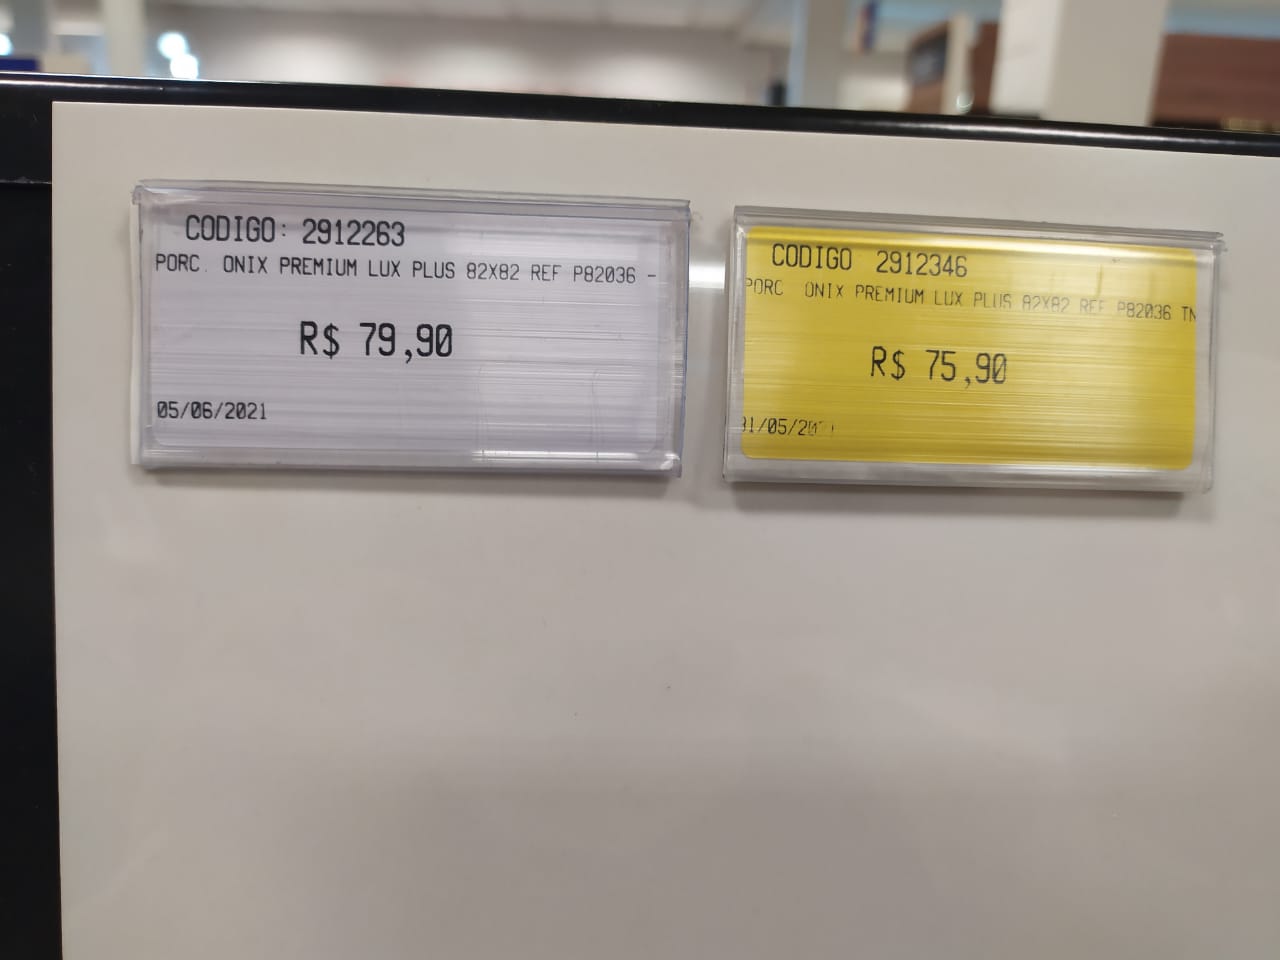 CODIGO: 2912263
PORC. ONIX PREMIUM LUX PLUS 82X82 REF P82036 -
R$ 79,90
05/06/2021
CODIGO 2912346
PORC ONIX PREMIUM LUX PLUS 82X82 REF P82036 TN
R$ 75,90